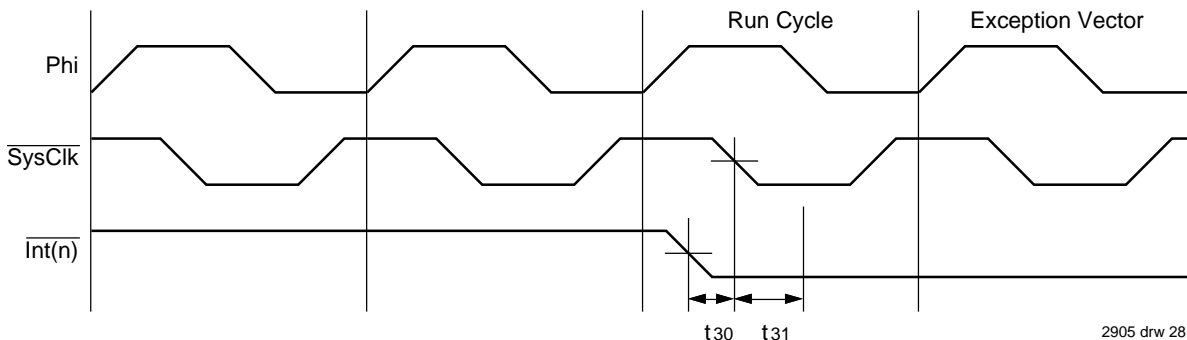 Run Cycle
Exception Vector
Phi
SysClk
Int(n)
t30
t31
2905 drw 28